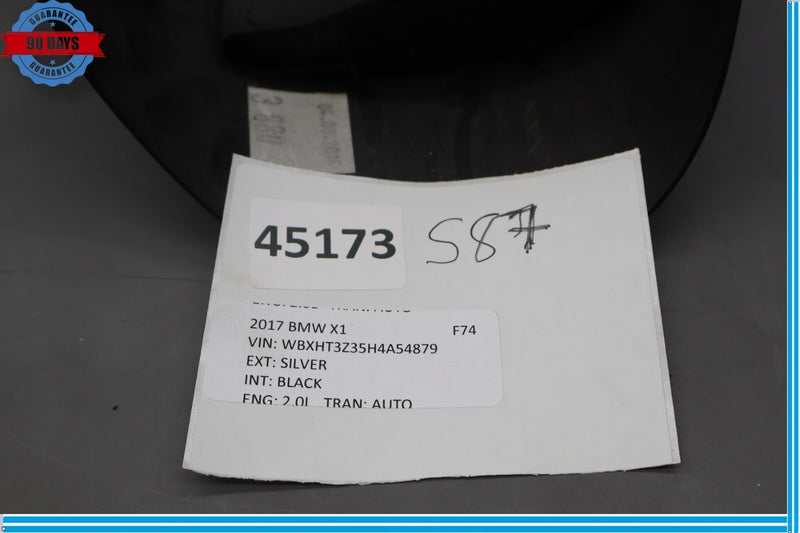 GUARANTEE
90 DAYS
GUARANTEE
45173
S87
2017 BMW X1 F74
VIN: WBXHT3Z35H4A54879
EXT: SILVER
INT: BLACK
ENG: 2.0L TRAN: AUTO